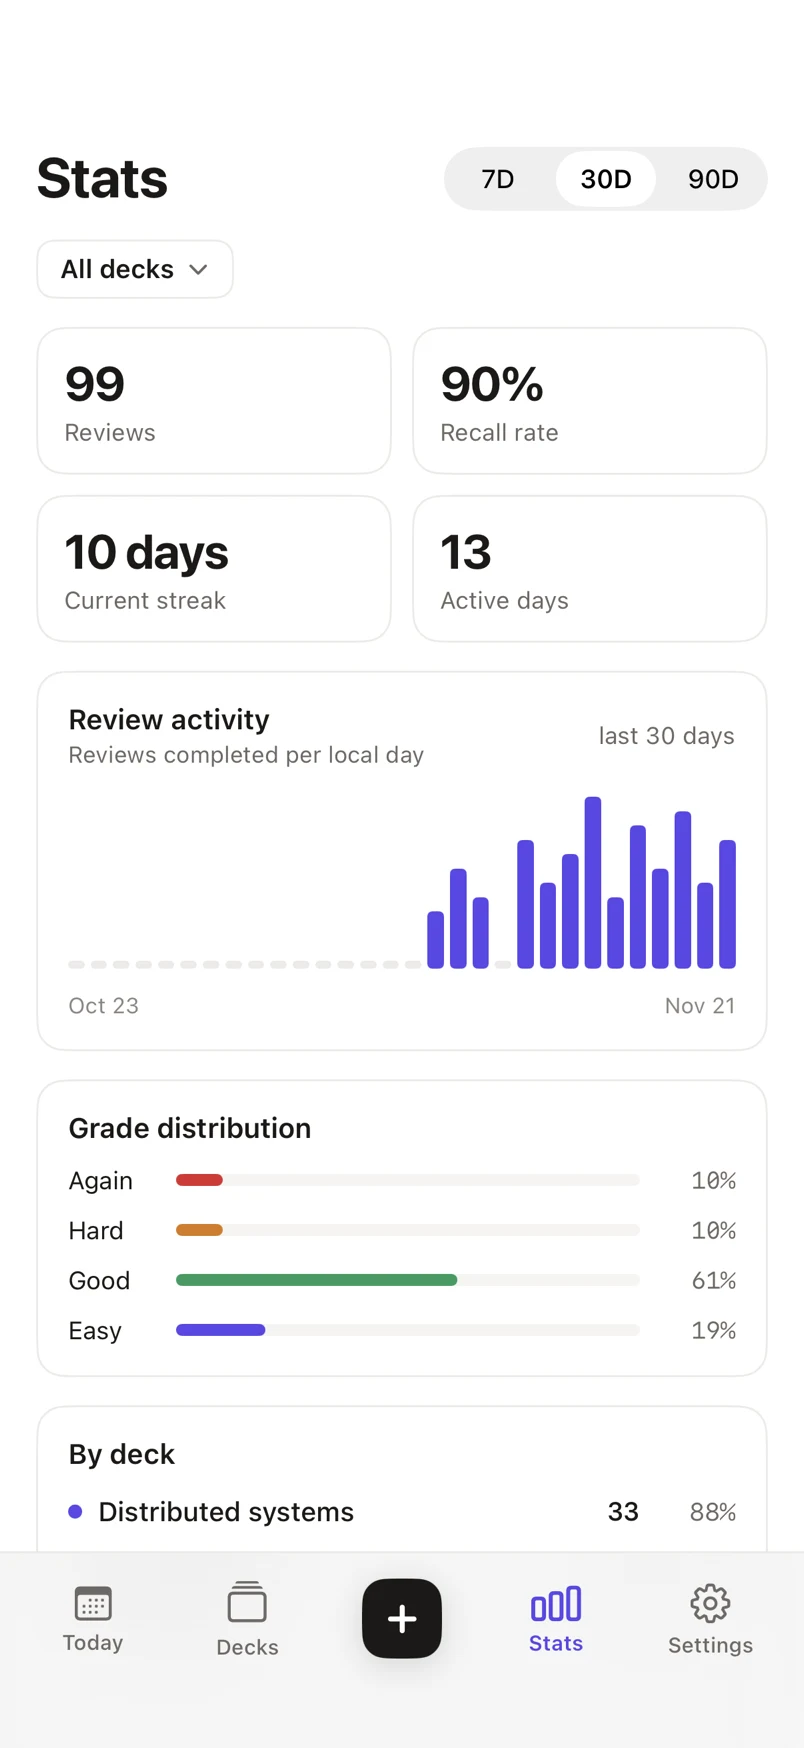 Stats
7D 30D 90D
All decks
99
Reviews
90%
Recall rate
10 days
Current streak
13
Active days
Review activity
Reviews completed per local day
last 30 days
Oct 23
Nov 21
Grade distribution
Again 10%
Hard 10%
Good 61%
Easy 19%
By deck
Distributed systems 33 88%
Today Decks Stats Settings